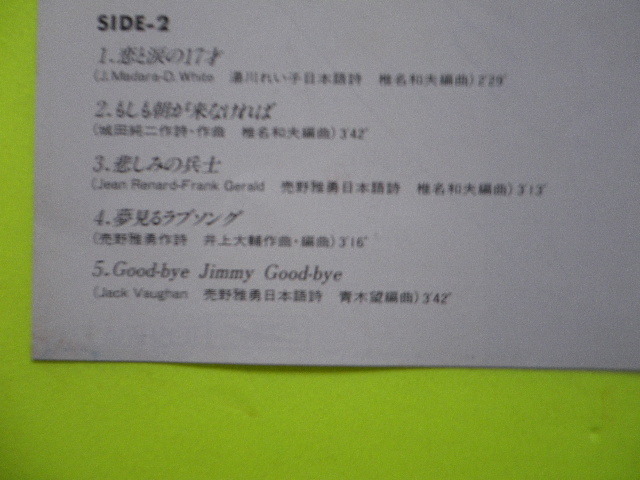 SIDE-2
1.恋と涙の17才
(J.Madara-D.White 湯川れい子日本語詩 椎名和夫編曲)2'29"
2.もしも朝が来なければ
(城田純二作詩・作曲 椎名和夫編曲)3'42"
3.悲しみの兵士
(Jean Renard-Frank Gerald 売野雅勇日本語詩 椎名和夫編曲)3'13"
4.夢見るラブソング
(売野雅勇作詩 井上大輔作曲・編曲)3'16"
5.Good-bye Jimmy Good-bye
(Jack Vaughan 売野雅勇日本語詩 青木望編曲)3'42"